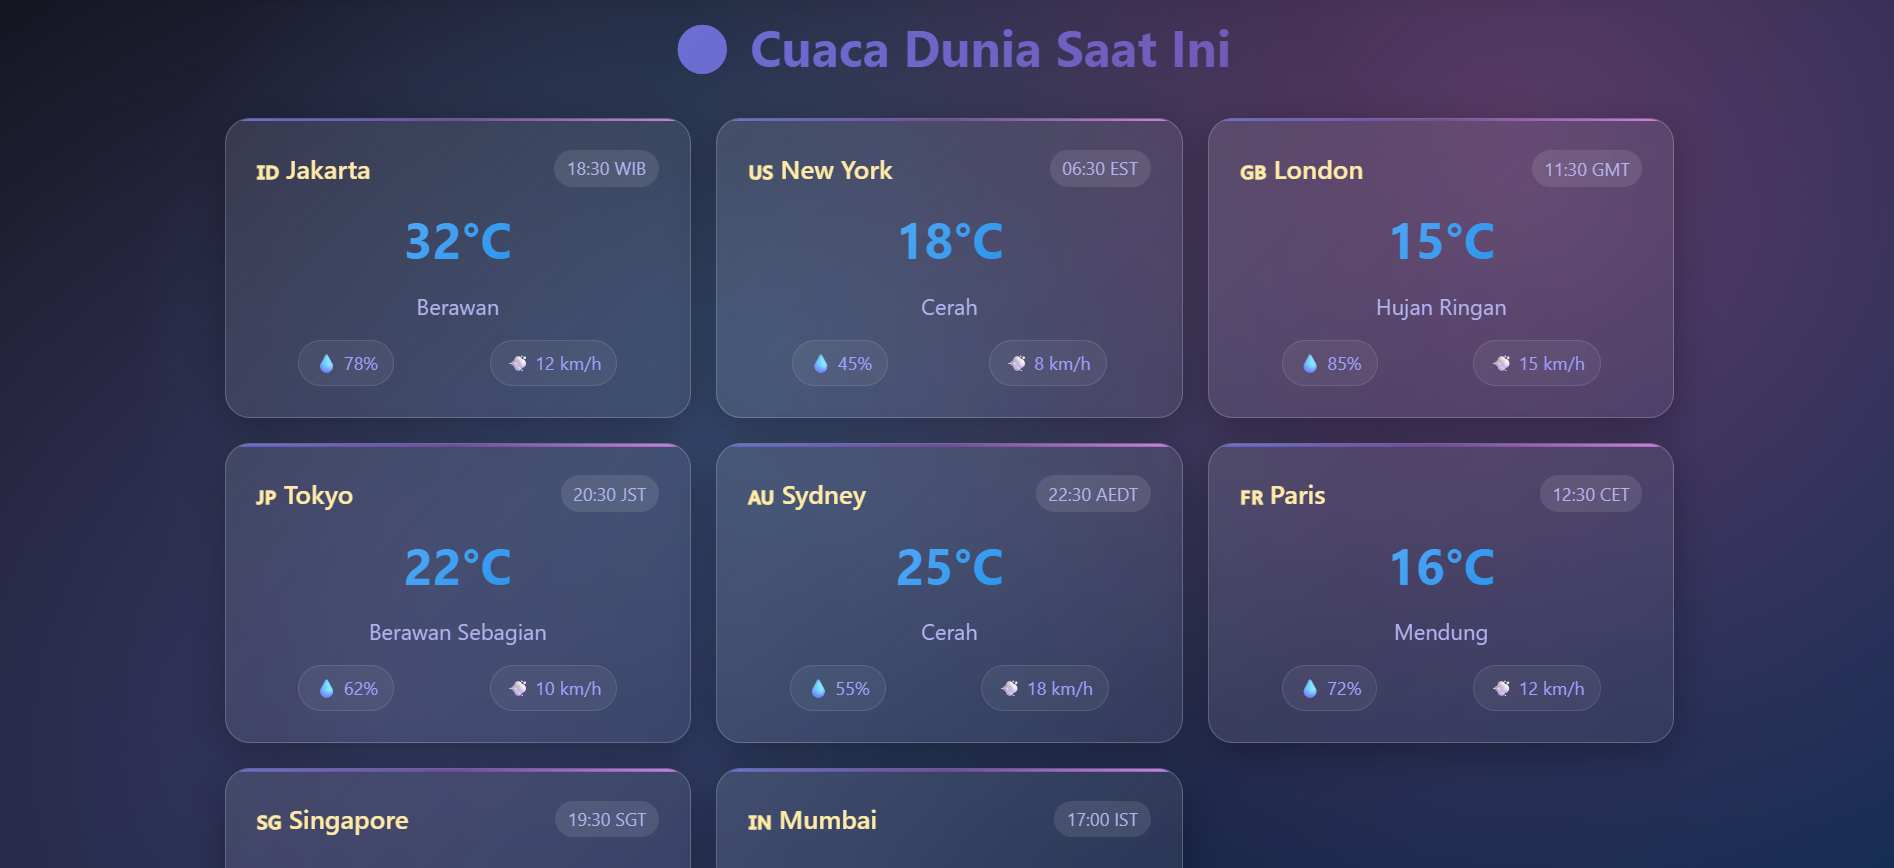 Cuaca Dunia Saat Ini
ID Jakarta 18:30 WIB
32°C
Berawan
78% 12 km/h
US New York 06:30 EST
18°C
Cerah
45% 8 km/h
GB London 11:30 GMT
15°C
Hujan Ringan
85% 15 km/h
JP Tokyo 20:30 JST
22°C
Berawan Sebagian
62% 10 km/h
AU Sydney 22:30 AEDT
25°C
Cerah
55% 18 km/h
FR Paris 12:30 CET
16°C
Mendung
72% 12 km/h
SG Singapore 19:30 SGT
IN Mumbai 17:00 IST